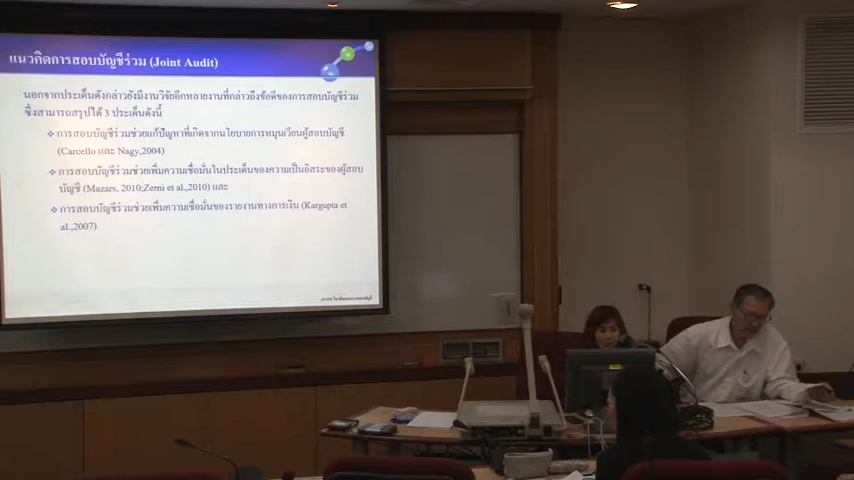 แนวคิดการสอบบัญชีร่วม (Joint Audit)
นอกจากประเด็นดังกล่าวยังมีงานวิจัยอีกหลายงานที่กล่าวถึงข้อดีของการสอบบัญชีร่วม
ซึ่งสามารถสรุปได้ 3 ประเด็นดังนี้
❖ การสอบบัญชีร่วมช่วยแก้ปัญหาที่เกิดจากนโยบายการหมุนเวียนผู้สอบบัญชี
(Carcello และ Nagy,2004)
❖ การสอบบัญชีร่วมช่วยเพิ่มความเชื่อมั่นในประเด็นของความเป็นอิสระของผู้สอบ
บัญชี (Mazars, 2010;Zerni et al.,2010) และ
❖ การสอบบัญชีร่วมช่วยเพิ่มความเชื่อมั่นของรายงานทางการเงิน (Kargupta et
al.,2007)